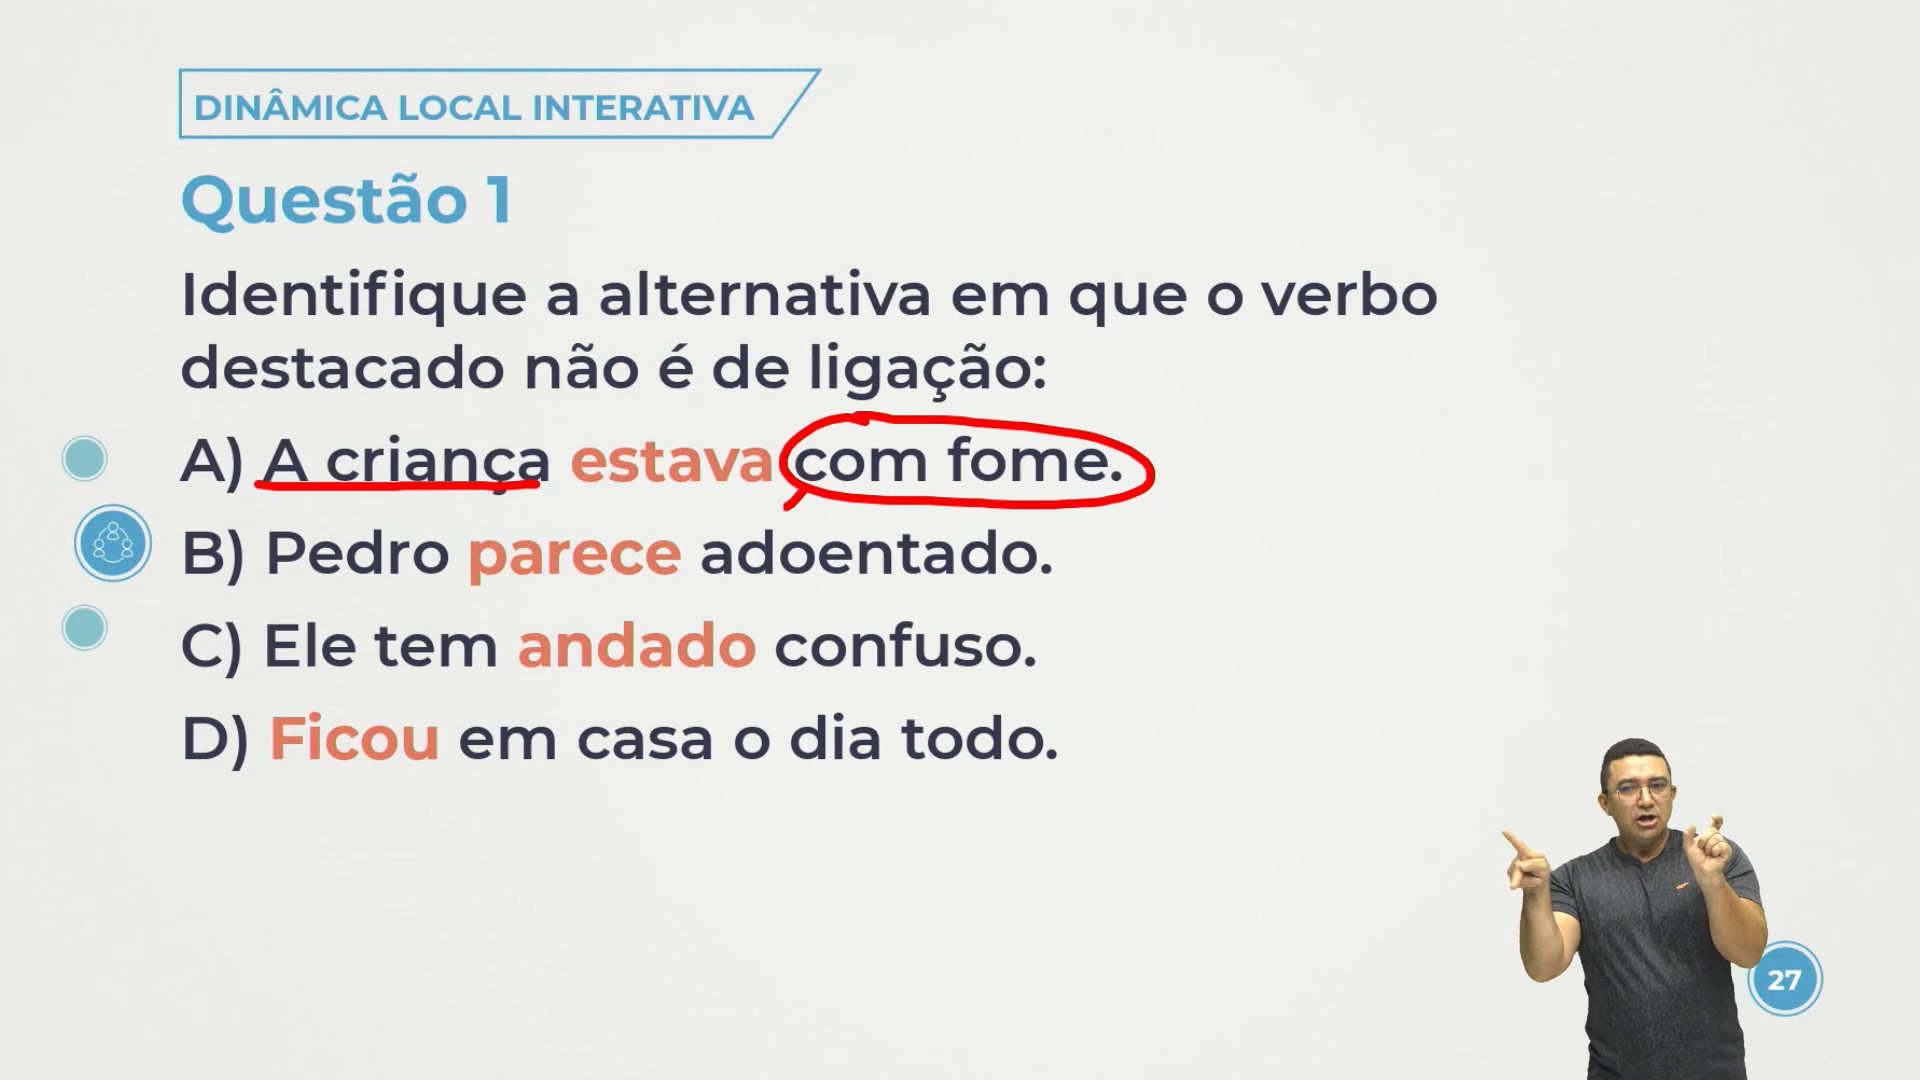 DINÂMICA LOCAL INTERATIVA
Questão 1
Identifique a alternativa em que o verbo
destacado não é de ligação:
A) A criança estava com fome.
B) Pedro parece adoentado.
C) Ele tem andado confuso.
D) Ficou em casa o dia todo.
27